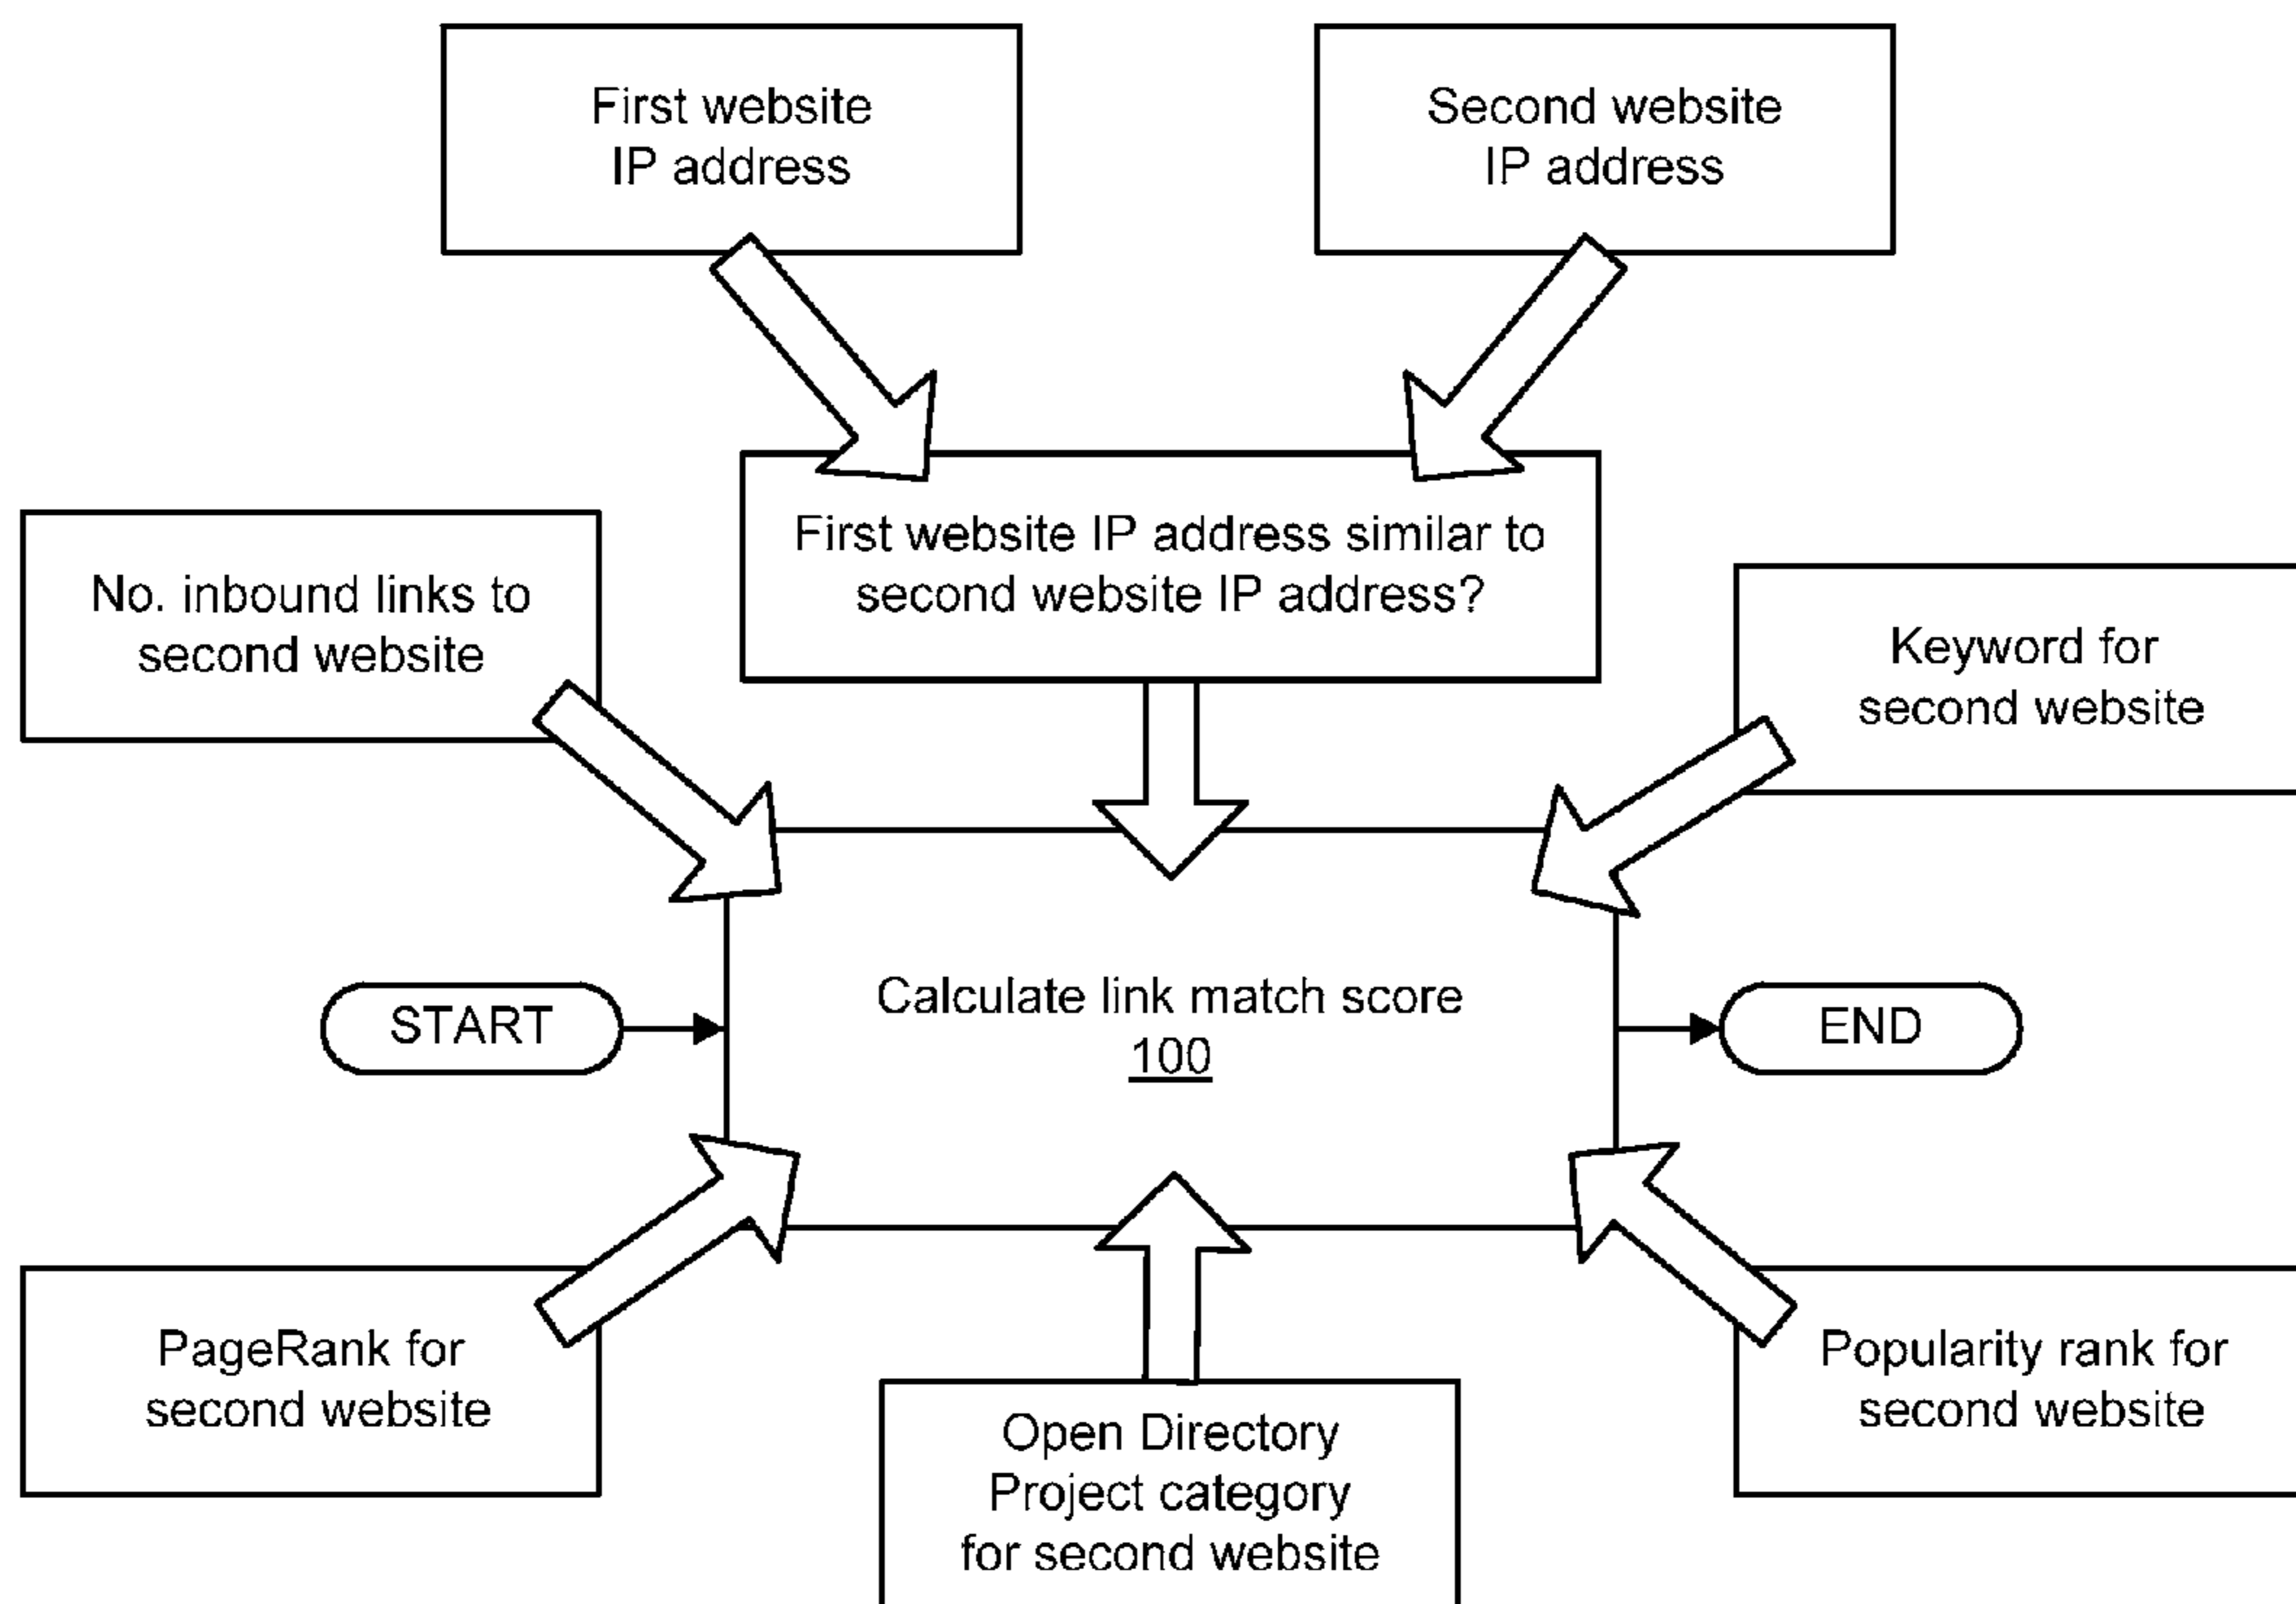 First website
IP address
Second website
IP address
First website IP address similar to
second website IP address?
No. inbound links to
second website
Keyword for
second website
Calculate link match score
100
START
END
PageRank for
second website
Open Directory
Project category
for second website
Popularity rank for
second website